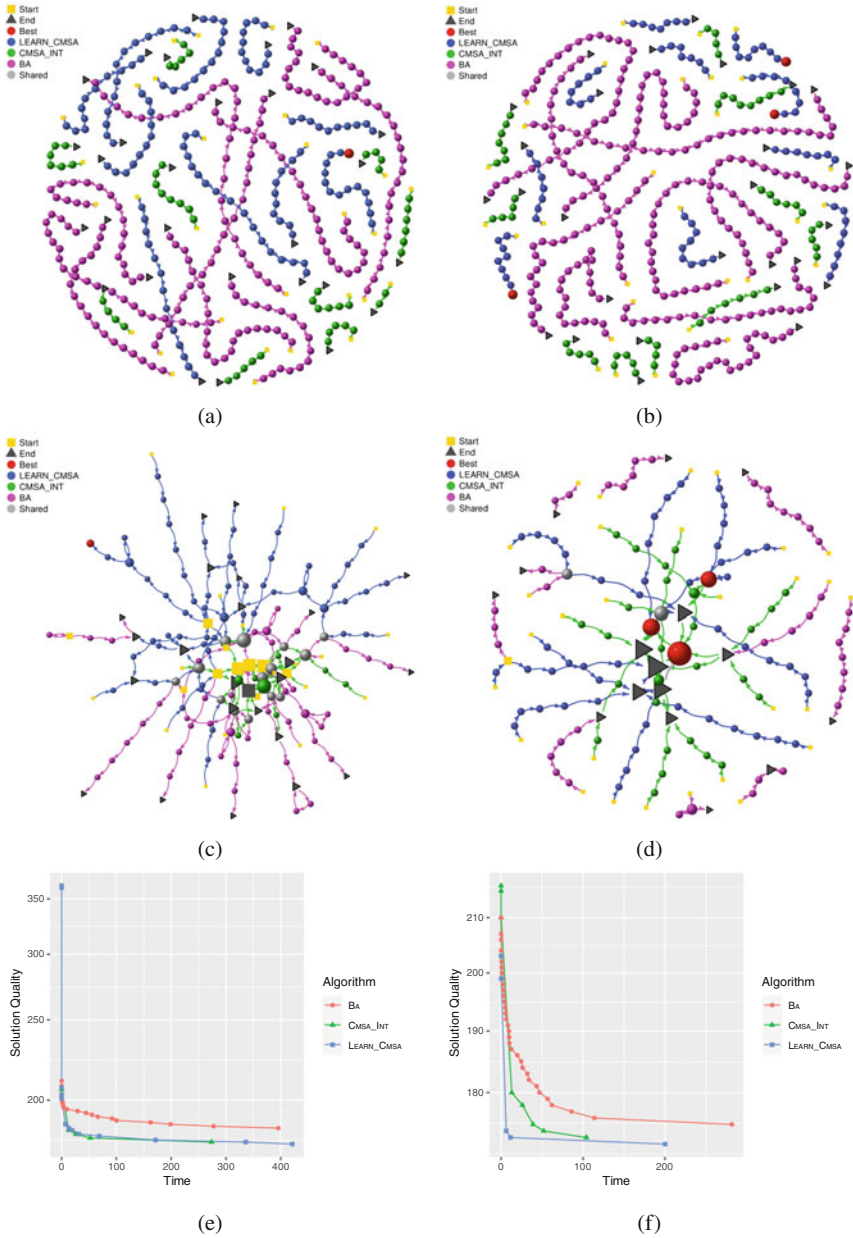 Start
End
Best
LEARN_CMSA
CMSA_INT
BA
Shared
(a)
Start
End
Best
LEARN_CMSA
CMSA_INT
BA
Shared
(b)
Start
End
Best
LEARN_CMSA
CMSA_INT
BA
Shared
(c)
Start
End
Best
LEARN_CMSA
CMSA_INT
BA
Shared
(d)
350
300
250
200
Solution Quality
0
100
200
300
400
Time
Algorithm
BA
CMSA_INT
LEARN_CMSA
(e)
210
200
190
180
Solution Quality
0
100
200
Time
Algorithm
BA
CMSA_INT
LEARN_CMSA
(f)